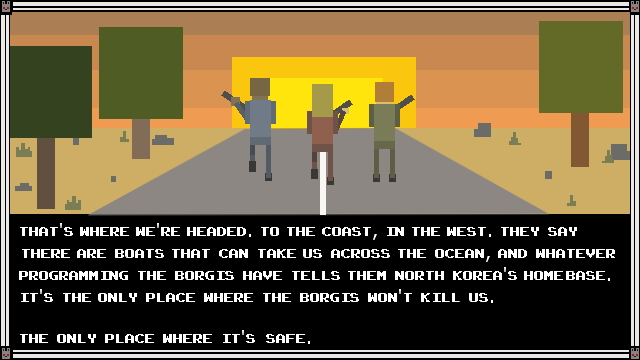 THAT'S WHERE WE'RE HEADED. TO THE COAST, IN THE WEST. THEY SAY
THERE ARE BOATS THAT CAN TAKE US ACROSS THE OCEAN, AND WHATEVER
PROGRAMMING THE BORGIS HAVE TELLS THEM NORTH KOREA'S HOMEBASE.
IT'S THE ONLY PLACE WHERE THE BORGIS WON'T KILL US.
THE ONLY PLACE WHERE IT'S SAFE.